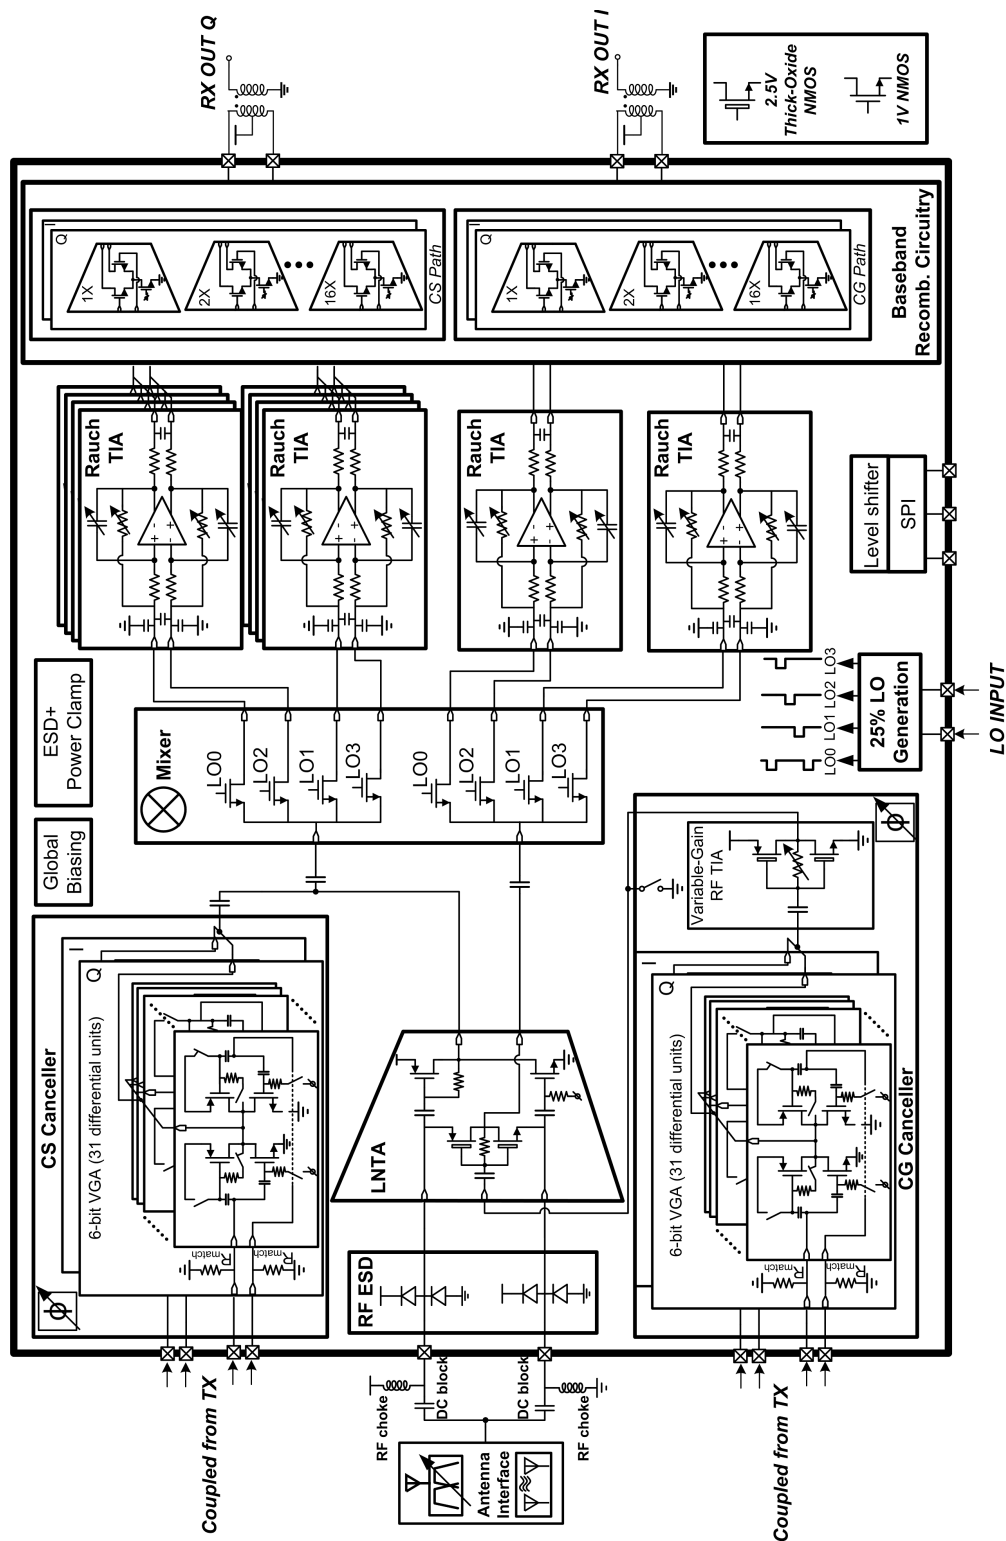 RX OUT Q
RX OUT I
2.5V
Thick-Oxide
NMOS
1V NMOS
I
Q
1X
2X
16X
CS Path
I
Q
1X
2X
16X
CG Path
Baseband
Recomb. Circuitry
Rauch
TIA
Rauch
TIA
Rauch
TIA
Rauch
TIA
+
-
+
-
+
-
+
-
Level shifter
SPI
ESD+
Power Clamp
Global
Biasing
Mixer
LO0
LO2
LO1
LO3
LO0
LO2
LO1
LO3
LO0
LO1
LO2
LO3
25% LO
Generation
LO INPUT
CS Canceller
I
Q
6-bit VGA (31 differential units)
R
match
R
match
ϕ
LNTA
RF ESD
Variable-Gain
RF TIA
ϕ
I
Q
6-bit VGA (31 differential units)
R
match
R
match
CG Canceller
Coupled from TX
RF choke
DC block
DC block
RF choke
Antenna
Interface
Coupled from TX